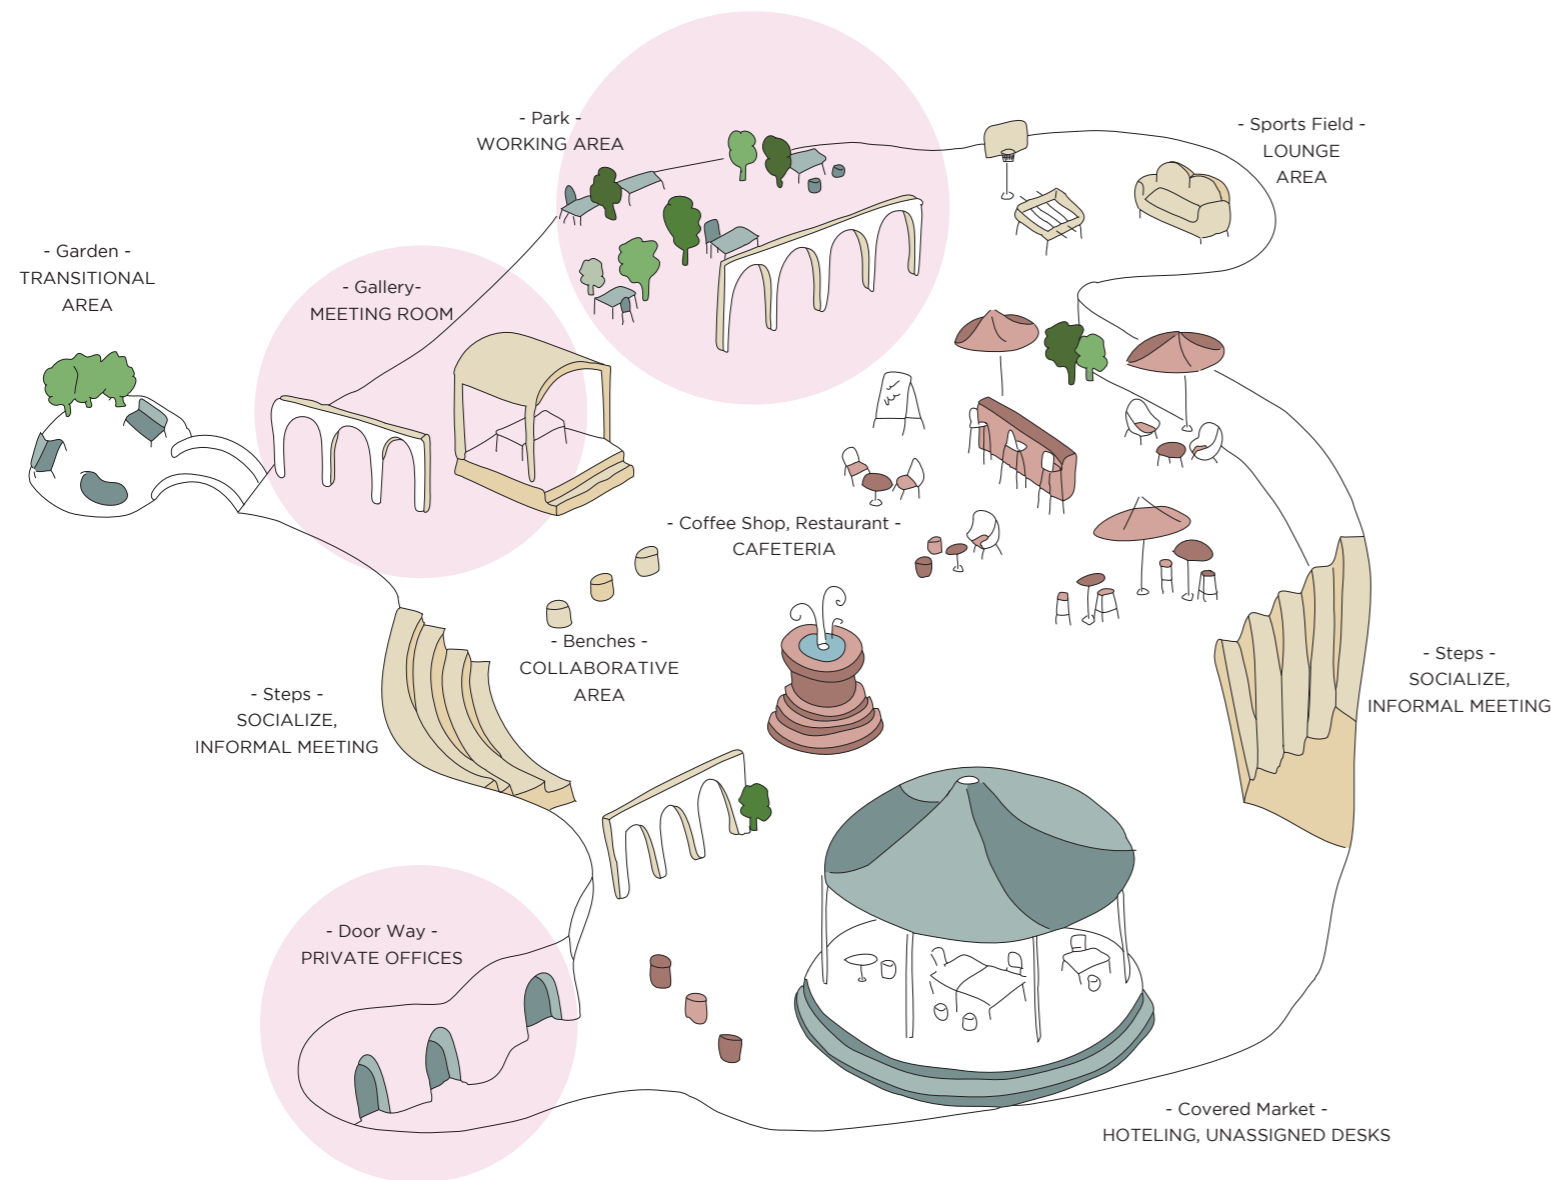 - Park -
WORKING AREA
- Sports Field -
LOUNGE
AREA
- Garden -
TRANSITIONAL
AREA
- Gallery-
MEETING ROOM
- Coffee Shop, Restaurant -
CAFETERIA
- Benches -
COLLABORATIVE
AREA
- Steps -
SOCIALIZE,
INFORMAL MEETING
- Steps -
SOCIALIZE,
INFORMAL MEETING
- Door Way -
PRIVATE OFFICES
- Covered Market -
HOTELING, UNASSIGNED DESKS